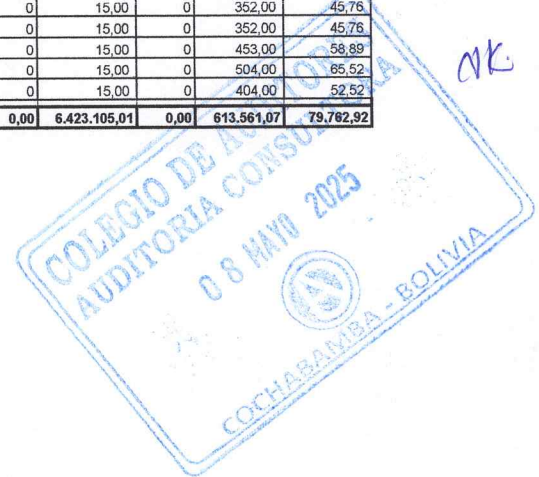 0 15,00 0 352,00 45,76
0 15,00 0 352,00 45,76
0 15,00 0 453,00 58,89
0 15,00 0 504,00 65,52
0 15,00 0 404,00 52,52
0,00 6.423.105,01 0,00 613.561,07 79.762,92
COLEGIO DE AUDITORES
AUDITORIA CONSULTORA
08 MAYO 2025
COCHABAMBA - BOLIVIA